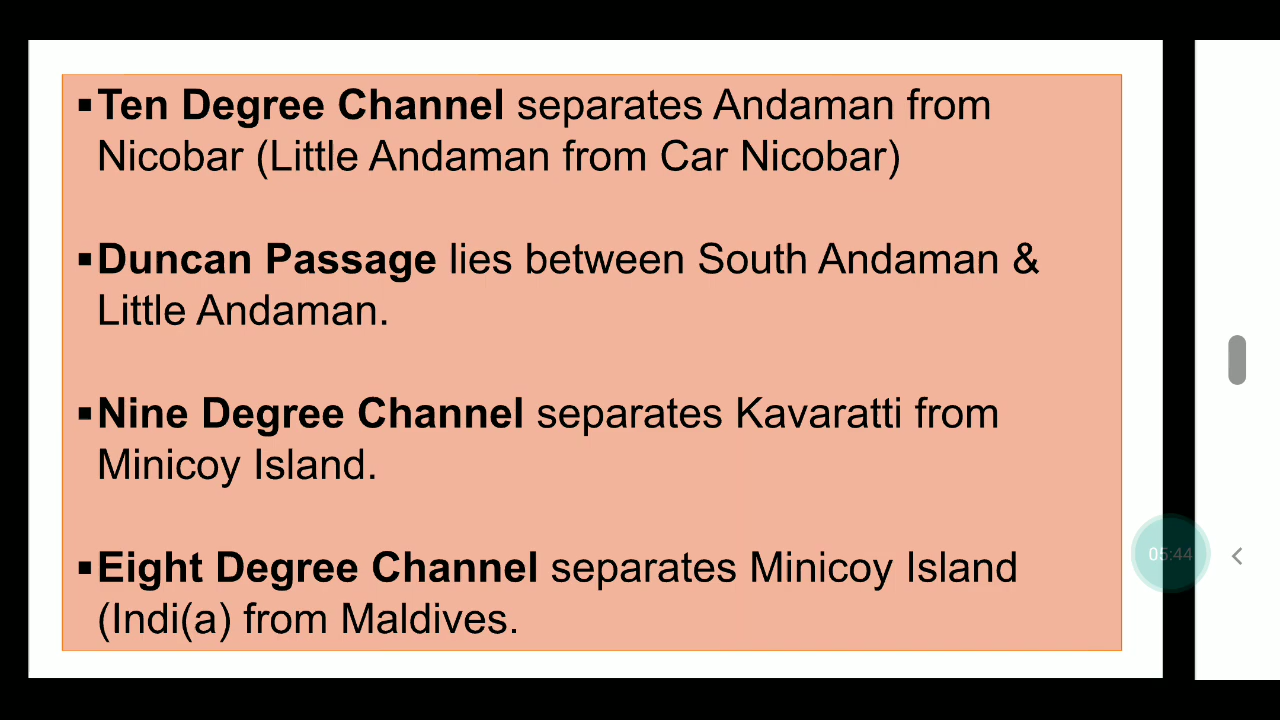 ▪Ten Degree Channel separates Andaman from
Nicobar (Little Andaman from Car Nicobar)
▪Duncan Passage lies between South Andaman &
Little Andaman.
▪Nine Degree Channel separates Kavaratti from
Minicoy Island.
▪Eight Degree Channel separates Minicoy Island
(Indi(a) from Maldives.
05:44